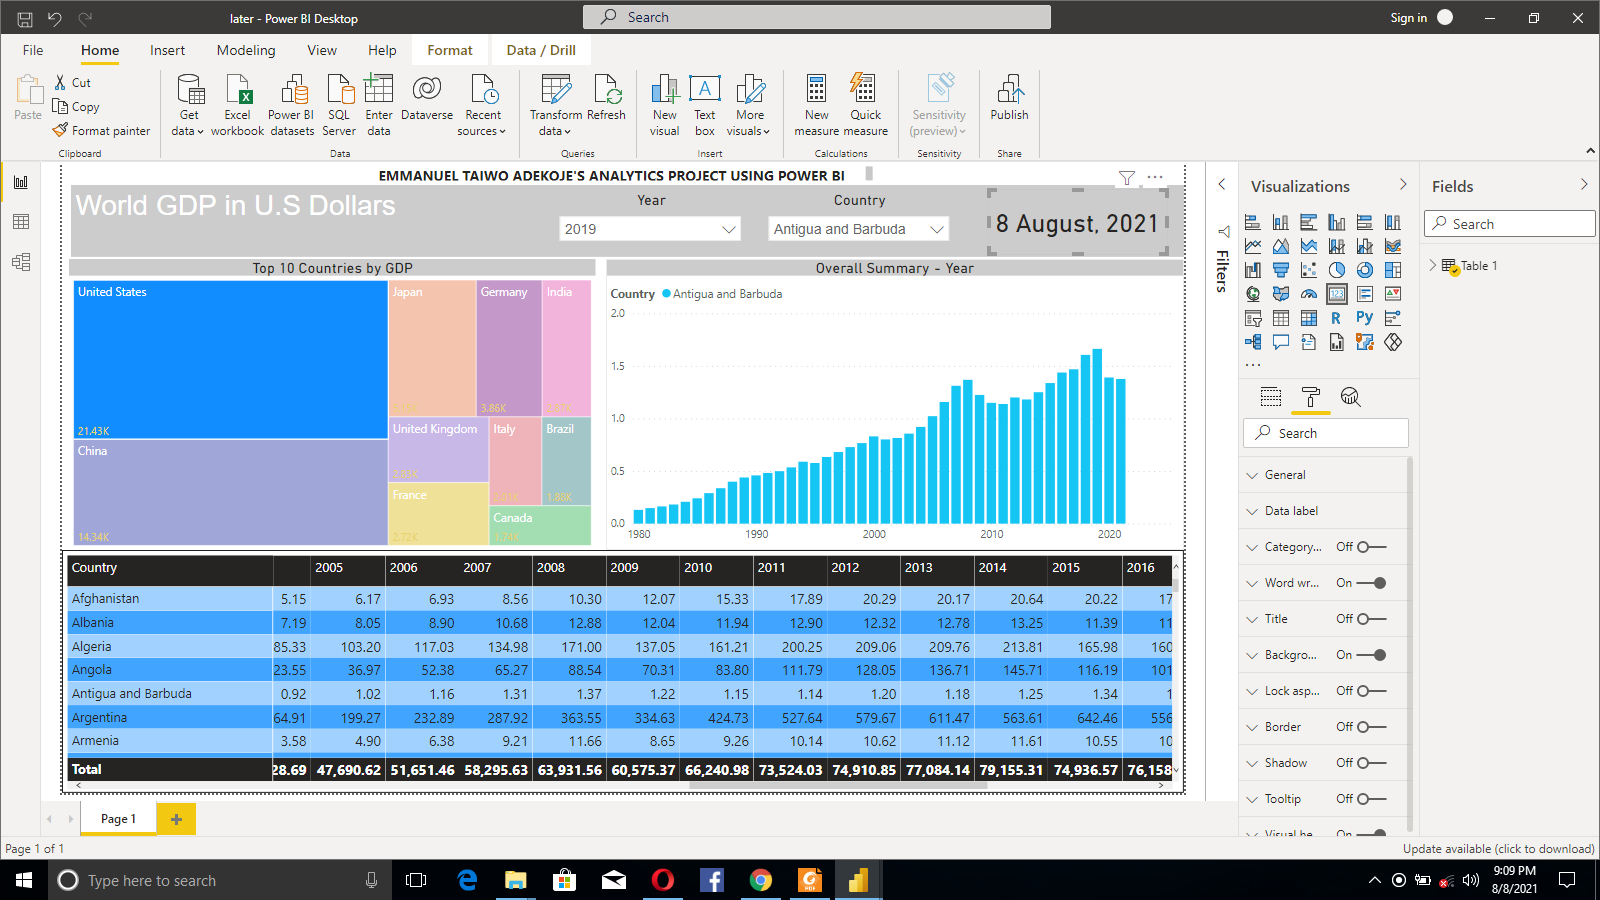 later - Power BI Desktop
Search
Sign in
File Home Insert Modeling View Help Format Data / Drill
Paste
Cut
Copy
Format painter
Clipboard
Get data
Excel workbook
Power BI datasets
SQL Server
Enter data
Dataverse
Recent sources
Data
Transform data
Refresh
Queries
New visual
Text box
More visuals
Insert
New measure
Quick measure
Calculations
Sensitivity (preview)
Sensitivity
Publish
Share
EMMANUEL TAIWO ADEKOJE'S ANALYTICS PROJECT USING POWER BI
World GDP in U.S Dollars
Year
2019
Country
Antigua and Barbuda
8 August, 2021
Top 10 Countries by GDP
United States
21.43K
China
14.34K
Japan
Germany
3.86K
India
United Kingdom
France
2.72K
Italy
Brazil
1.88K
Canada
Overall Summary - Year
Country Antigua and Barbuda
2.0
1.5
1.0
0.5
0.0
1980 1990 2000 2010 2020
Country 2005 2006 2007 2008 2009 2010 2011 2012 2013 2014 2015 2016
Afghanistan 5.15 6.17 6.93 8.56 10.30 12.07 15.33 17.89 20.29 20.17 20.64 20.22 17
Albania 7.19 8.05 8.90 10.68 12.88 12.04 11.94 12.90 12.32 12.78 13.25 11.39 11
Algeria 85.33 103.20 117.03 134.98 171.00 137.05 161.21 200.25 209.06 209.76 213.81 165.98 160
Angola 23.55 36.97 52.38 65.27 88.54 70.31 83.80 111.79 128.05 136.71 145.71 116.19 101
Antigua and Barbuda 0.92 1.02 1.16 1.31 1.37 1.22 1.15 1.14 1.20 1.18 1.25 1.34 1
Argentina 64.91 199.27 232.89 287.92 363.55 334.63 424.73 527.64 579.67 611.47 563.61 642.46 556
Armenia 3.58 4.90 6.38 9.21 11.66 8.65 9.26 10.14 10.62 11.12 11.61 10.55 10
Total 28.69 47,690.62 51,651.46 58,295.63 63,931.56 60,575.37 66,240.98 73,524.03 74,910.85 77,084.14 79,155.31 74,936.57 76,158
Filters
Visualizations
R Py
Search
General
Data label
Category... Off
Word wr... On
Title Off
Backgro... On
Lock asp... Off
Border Off
Shadow Off
Tooltip Off
Visual he... On
Fields
Search
Table 1
Page 1
Page 1 of 1
Update available (click to download)
Type here to search
9:09 PM
8/8/2021